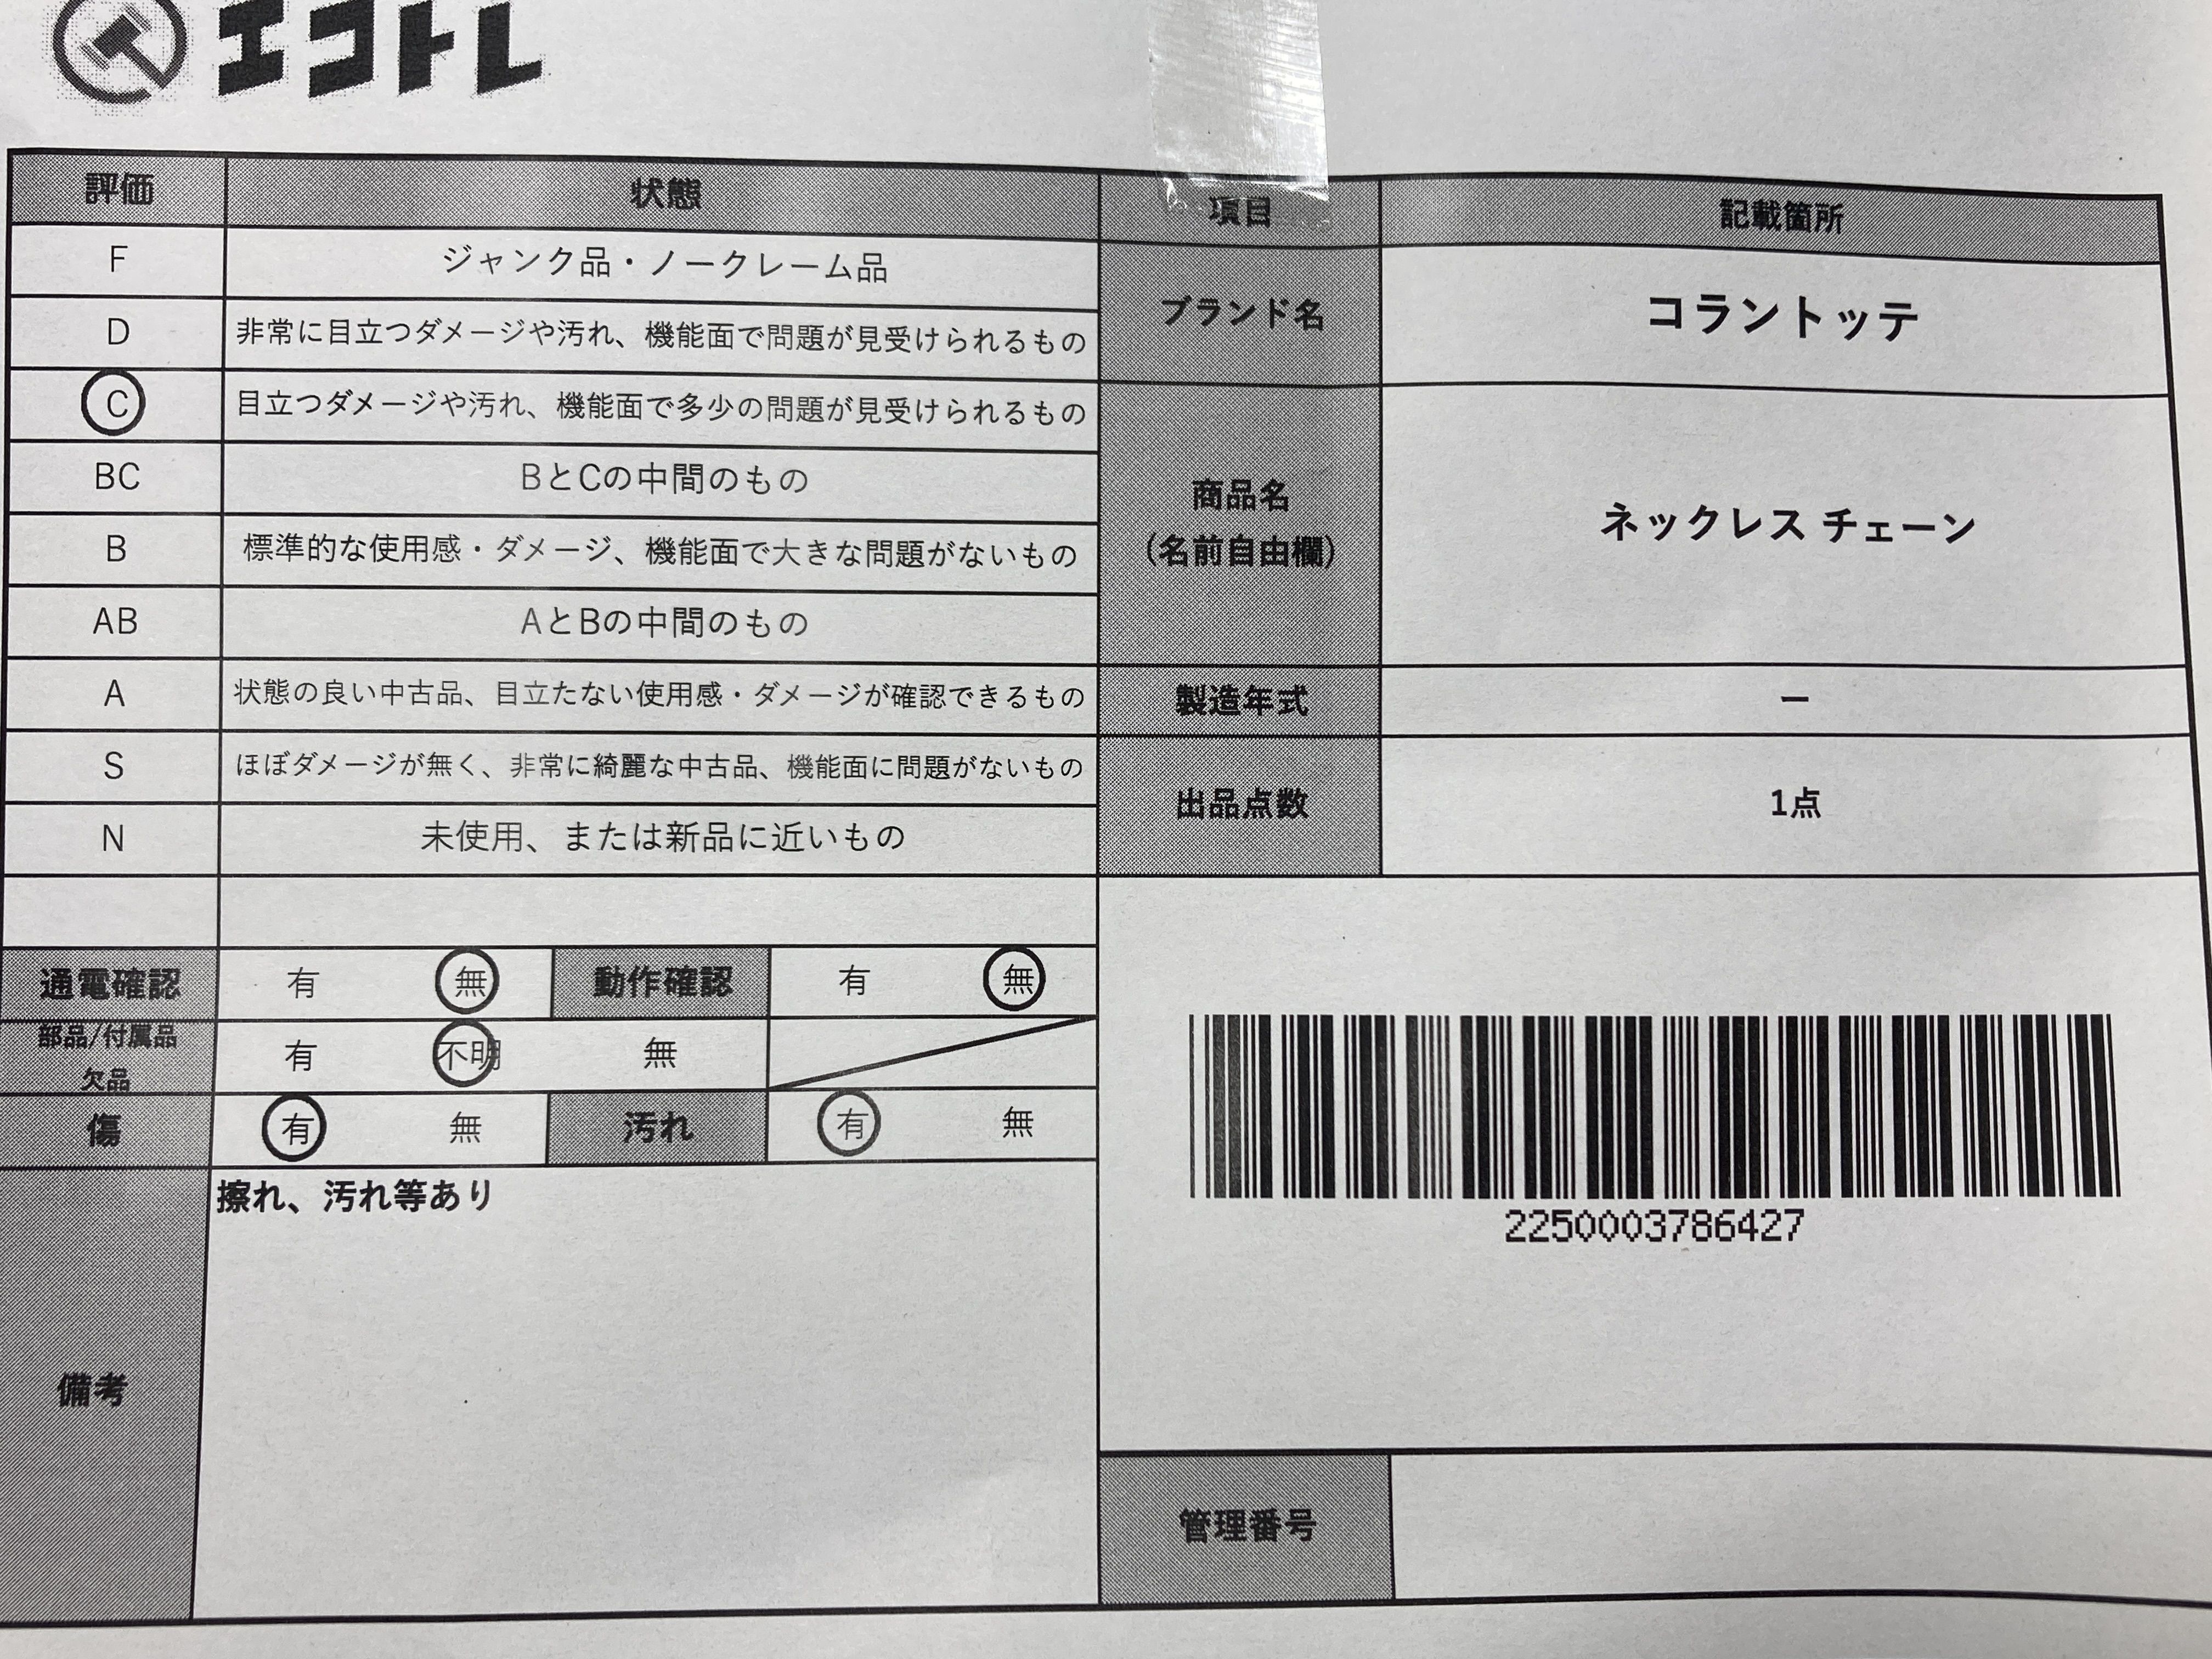 エコトレ
評価 状態
F ジャンク品・ノークレーム品
D 非常に目立つダメージや汚れ、機能面で問題が見受けられるもの
C 目立つダメージや汚れ、機能面で多少の問題が見受けられるもの
BC BとCの中間のもの
B 標準的な使用感・ダメージ、機能面で大きな問題がないもの
AB AとBの中間のもの
A 状態の良い中古品、目立たない使用感・ダメージが確認できるもの
S ほぼダメージが無く、非常に綺麗な中古品、機能面に問題がないもの
N 未使用、または新品に近いもの
通電確認 有 無 動作確認 有 無
部品/付属品
欠品
有 不明 無
傷 有 無 汚れ 有 無
備考
擦れ、汚れ等あり
項目 記載箇所
ブランド名 コラントッテ
商品名
(名前自由欄)
ネックレス チェーン
製造年式 ー
出品点数 1点
2250003786427
管理番号